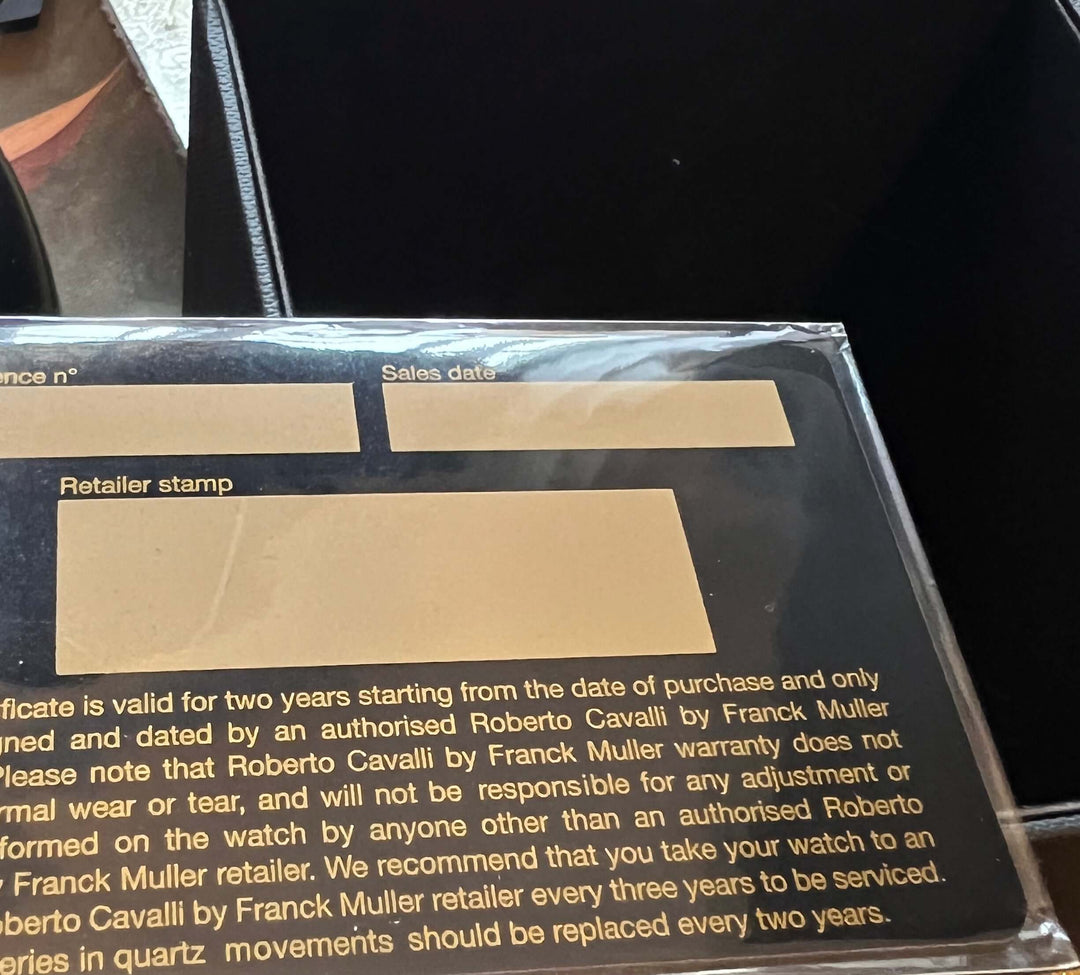 ence n°
Sales date
Retailer stamp
ficate is valid for two years starting from the date of purchase and only
gned and dated by an authorised Roberto Cavalli by Franck Muller
Please note that Roberto Cavalli by Franck Muller warranty does not
rmal wear or tear, and will not be responsible for any adjustment or
formed on the watch by anyone other than an authorised Roberto
Franck Muller retailer. We recommend that you take your watch to an
oberto Cavalli by Franck Muller retailer every three years to be serviced.
eries in quartz movements should be replaced every two years.